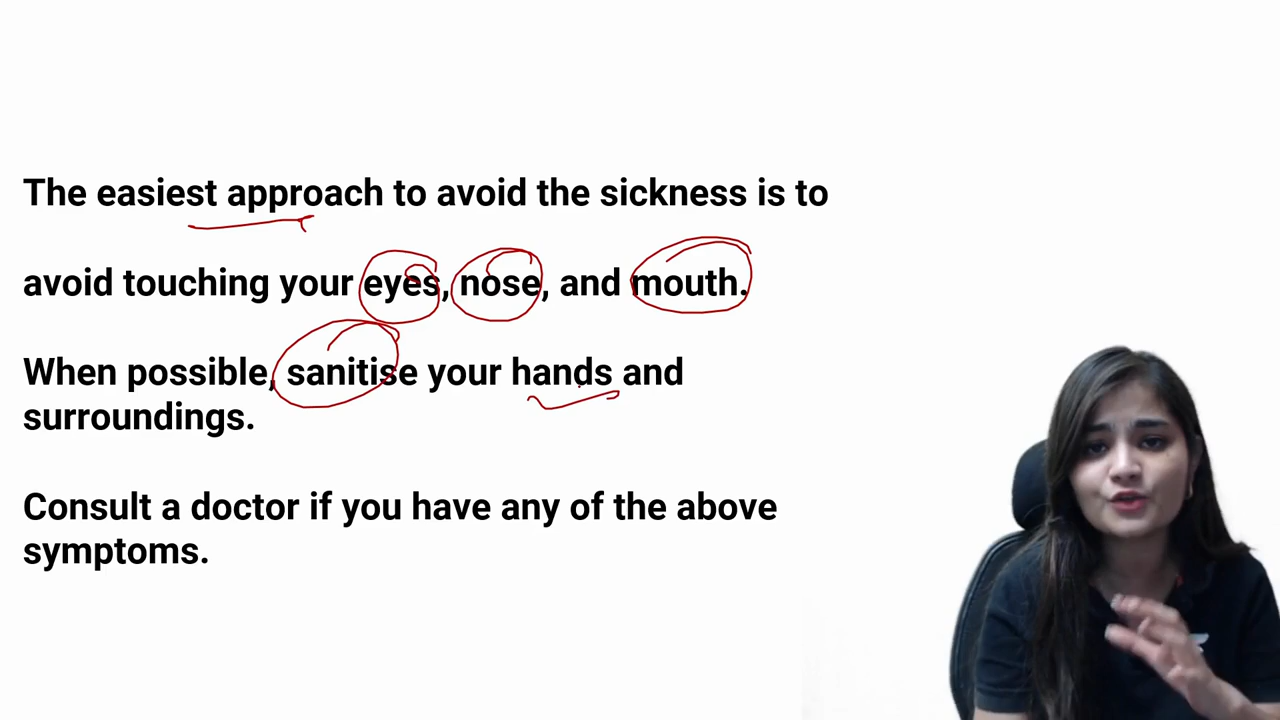 The easiest approach to avoid the sickness is to
avoid touching your eyes, nose, and mouth.
When possible, sanitise your hands and
surroundings.
Consult a doctor if you have any of the above
symptoms.